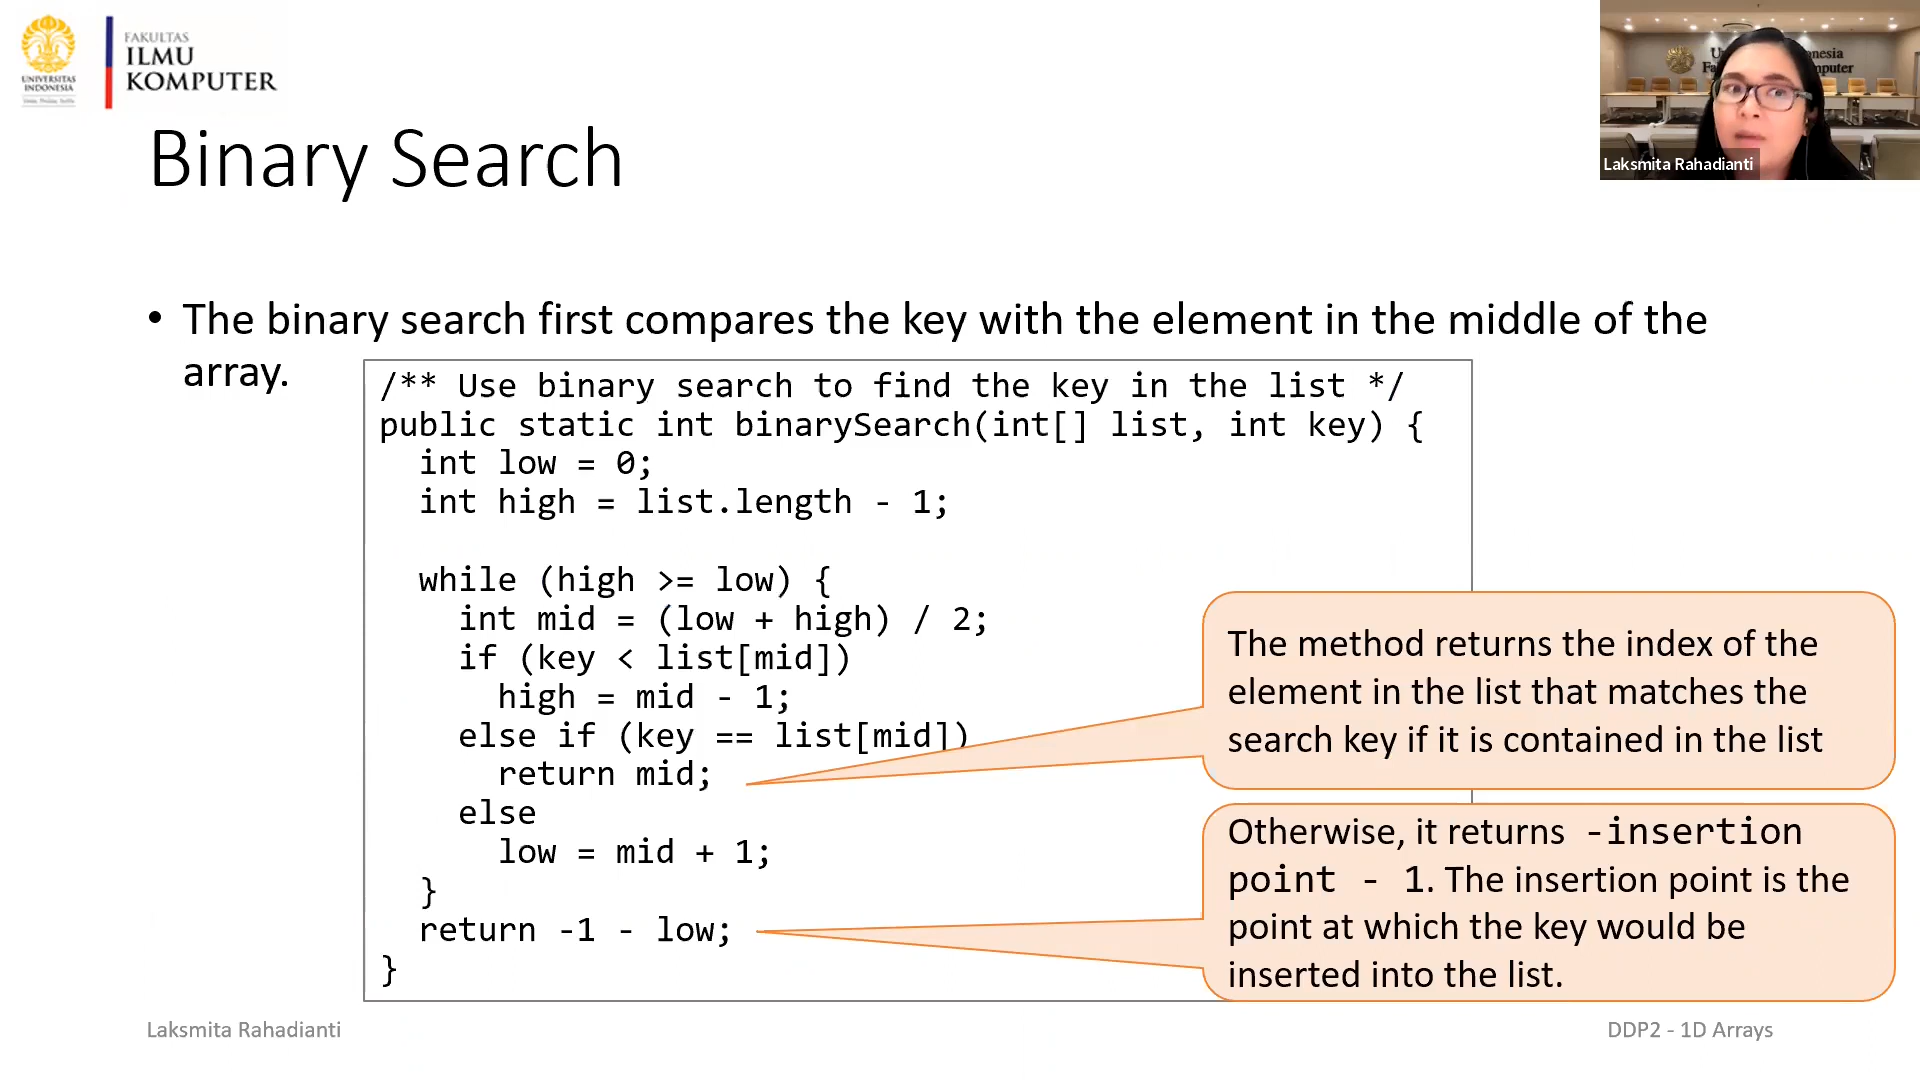 UNIVERSITAS
INDONESIA
FAKULTAS
ILMU
KOMPUTER
Laksmita Rahadianti
Binary Search
• The binary search first compares the key with the element in the middle of the
array.
/** Use binary search to find the key in the list */
public static int binarySearch(int[] list, int key) {
  int low = 0;
  int high = list.length - 1;
  while (high >= low) {
    int mid = (low + high) / 2;
    if (key < list[mid])
      high = mid - 1;
    else if (key == list[mid])
      return mid;
    else
      low = mid + 1;
  }
  return -1 - low;
}
The method returns the index of the
element in the list that matches the
search key if it is contained in the list
Otherwise, it returns -insertion
point - 1. The insertion point is the
point at which the key would be
inserted into the list.
Laksmita Rahadianti
DDP2 - 1D Arrays